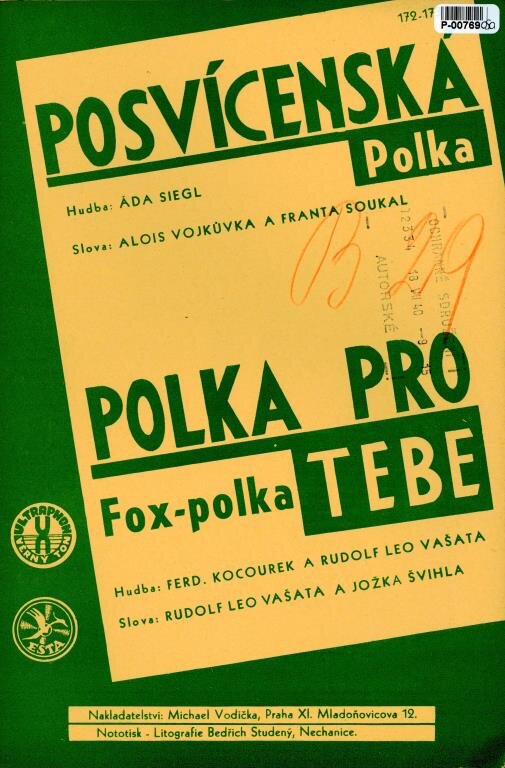 P-00769
POSVÍCENSKÁ
Polka
Hudba: ÁDA SIEGL
Slova: ALOIS VOJKŮVKA A FRANTA SOUKAL
B 29
AUTORSKÉ
POLKA PRO
TEBE
Fox-polka
ULTRAPHON
VĚRNÝ TÓN
Hudba: FERD. KOCOUREK A RUDOLF LEO VAŠATA
Slova: RUDOLF LEO VAŠATA A JOŽKA ŠVIHLA
ESTA
Nakladatelství: Michael Vodička, Praha XI. Mladoňovicova 12.
Nototisk - Litografie Bedřich Studený, Nechanice.